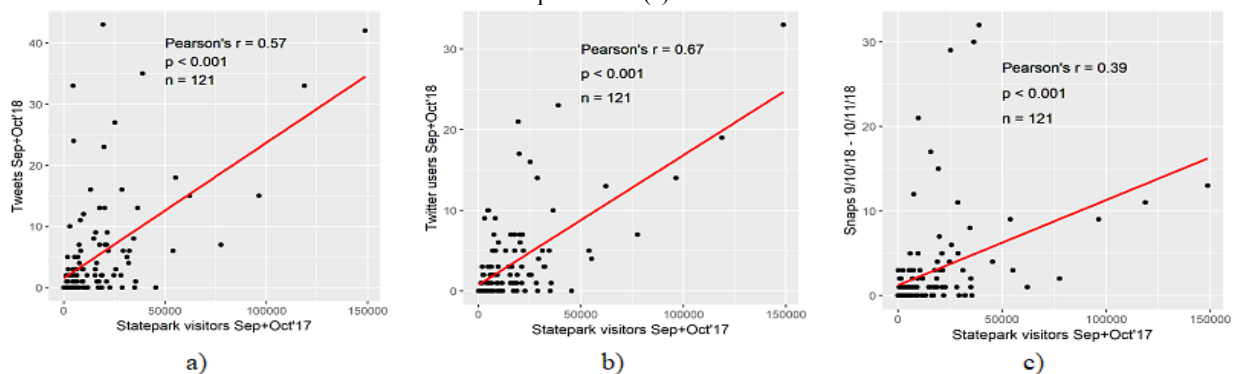 Pearson's r = 0.57
p < 0.001
n = 121
Tweets Sep+Oct'18
40
30
20
10
0
0 50000 100000 150000
Statepark visitors Sep+Oct'17
a)
Pearson's r = 0.67
p < 0.001
n = 121
Twitter users Sep+Oct'18
30
20
10
0
0 50000 100000 150000
Statepark visitors Sep+Oct'17
b)
Pearson's r = 0.39
p < 0.001
n = 121
Snaps 9/10/18 - 10/11/18
30
20
10
0
0 50000 100000 150000
Statepark visitors Sep+Oct'17
c)